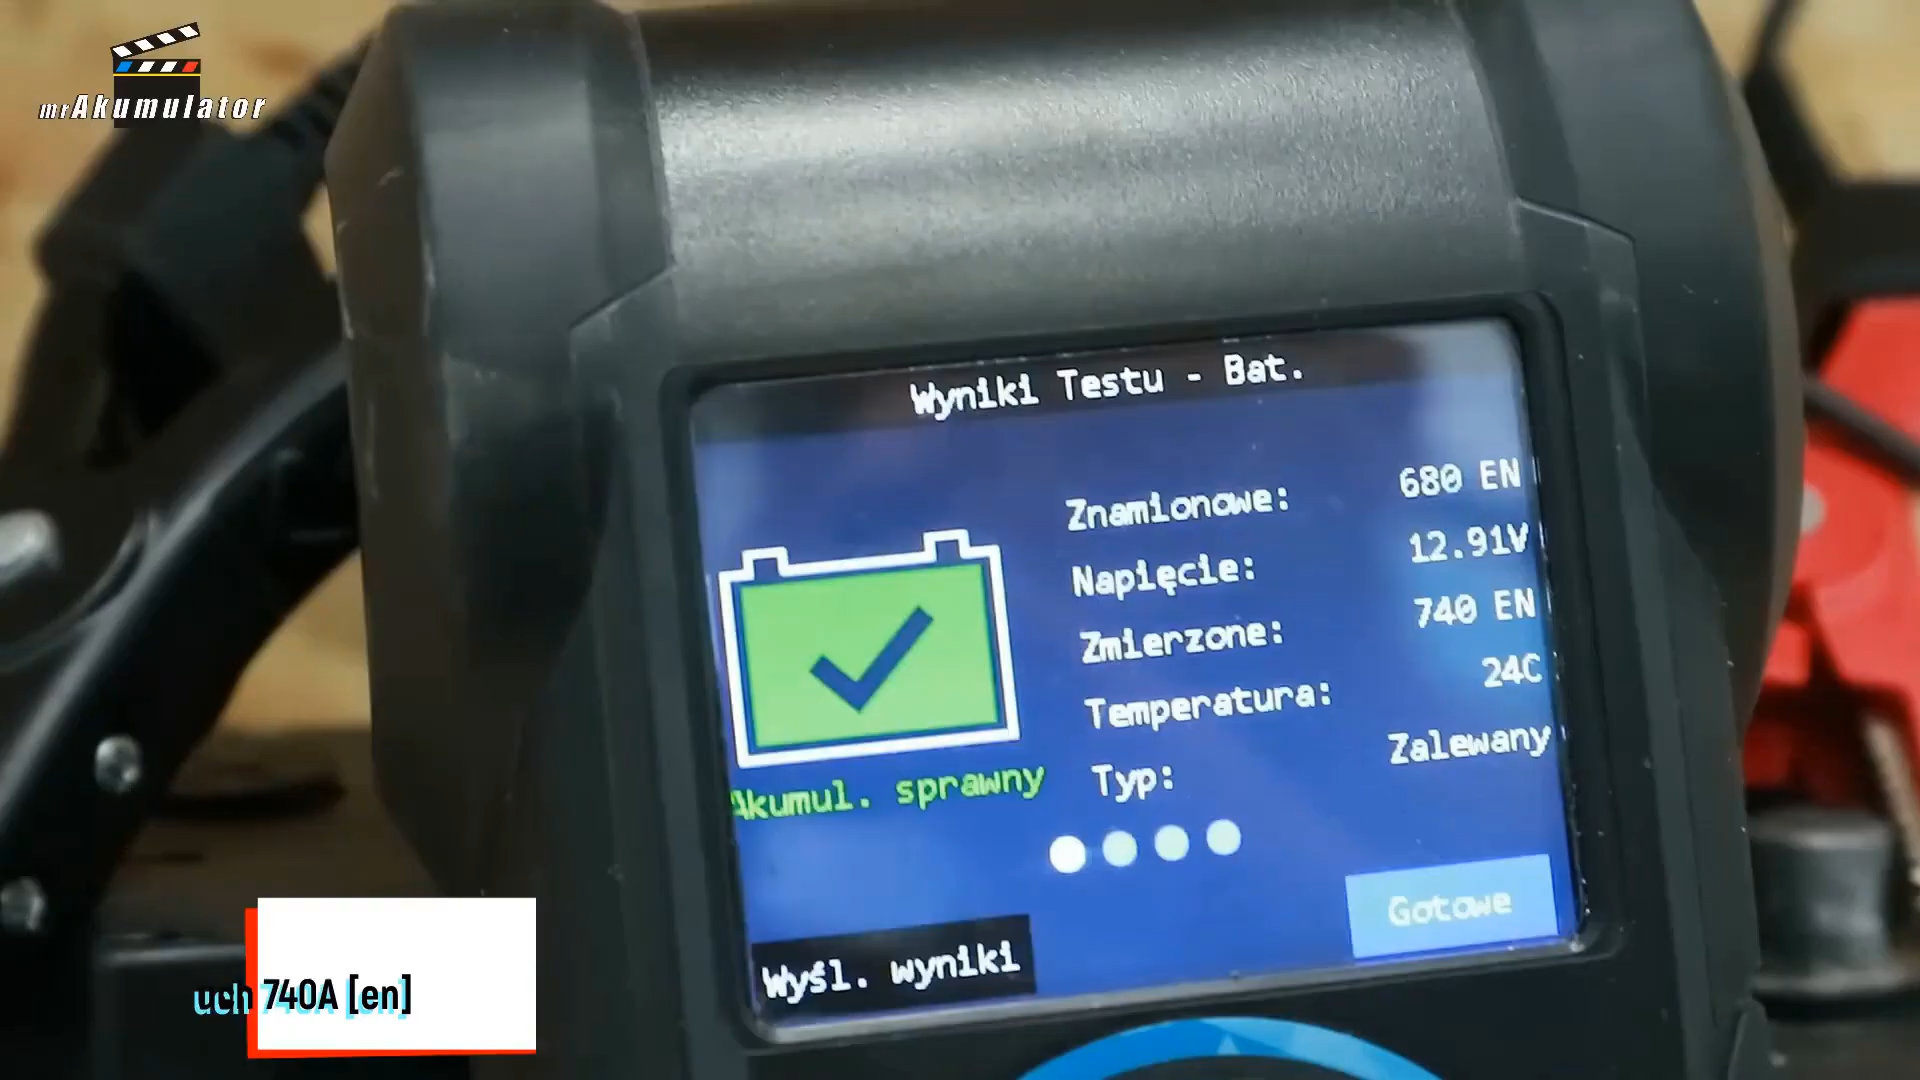 mrAkumulator
Wyniki Testu - Bat.
Znamionowe: 680 EN
Napięcie: 12.91V
Zmierzone: 740 EN
Temperatura: 24C
Typ: Zalewany
Akumul. sprawny
Wyśl. wyniki
Gotowe
uch 740A [en]